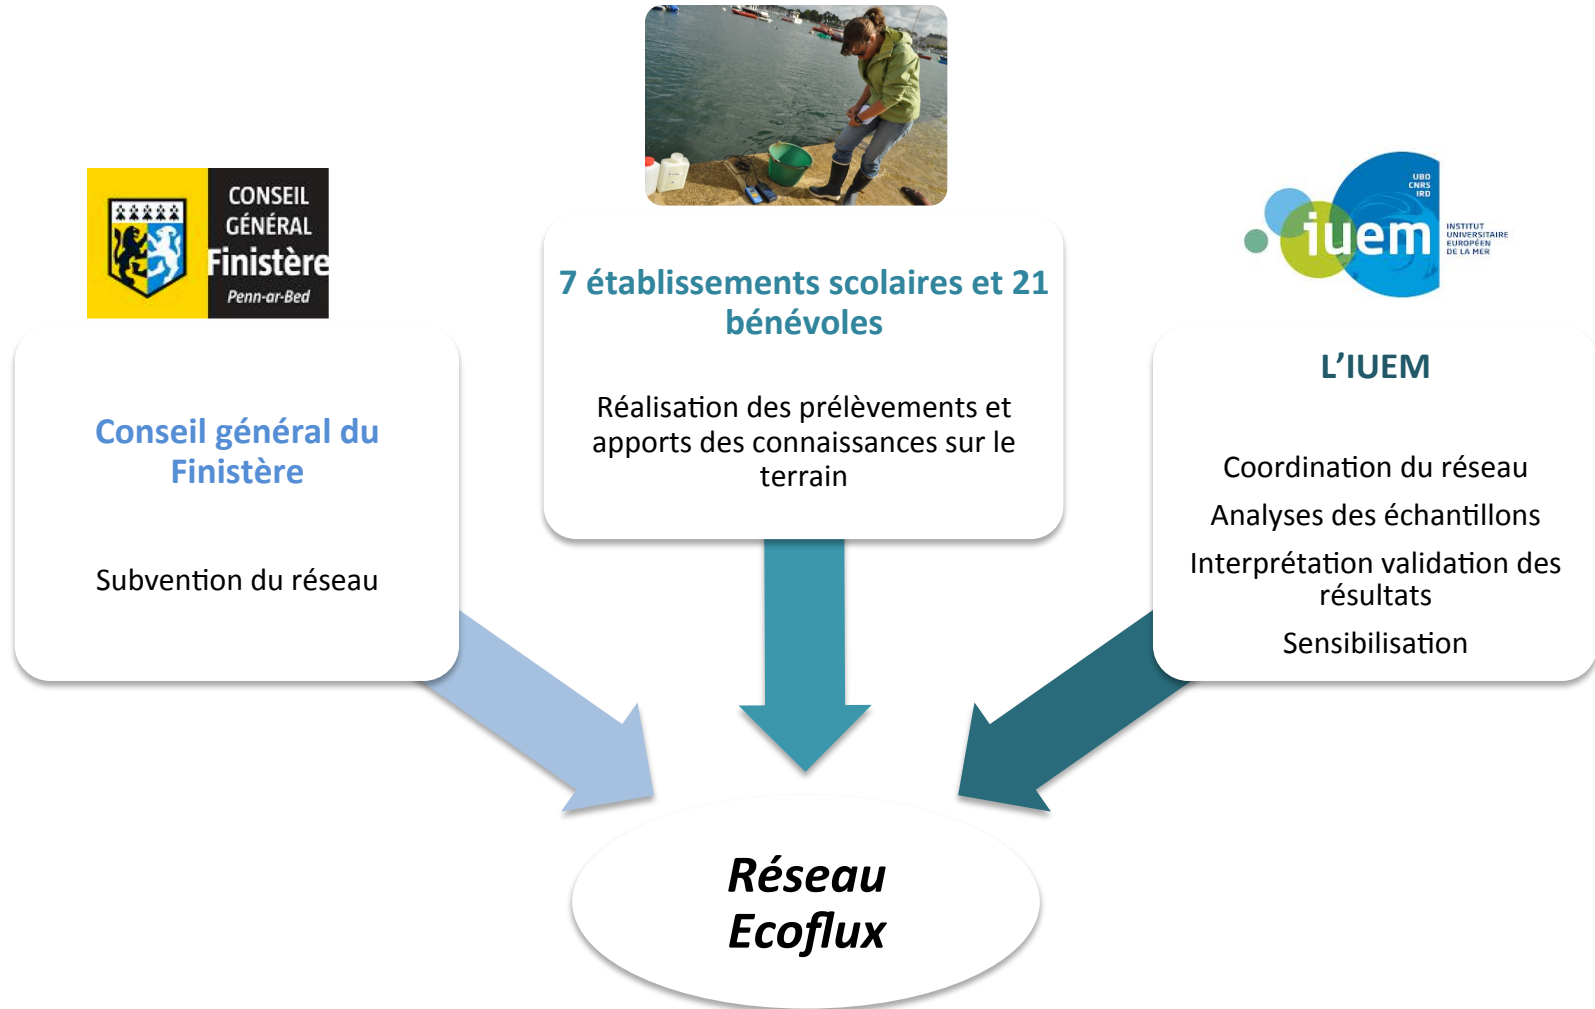 CONSEIL
GÉNÉRAL
Finistère
Penn-ar-Bed
Conseil général du
Finistère
Subvention du réseau
7 établissements scolaires et 21
bénévoles
Réalisation des prélèvements et
apports des connaissances sur le
terrain
UBO
CNRS
IRD
iuem
INSTITUT
UNIVERSITAIRE
EUROPÉEN
DE LA MER
L’IUEM
Coordination du réseau
Analyses des échantillons
Interprétation validation des
résultats
Sensibilisation
Réseau
Ecoflux